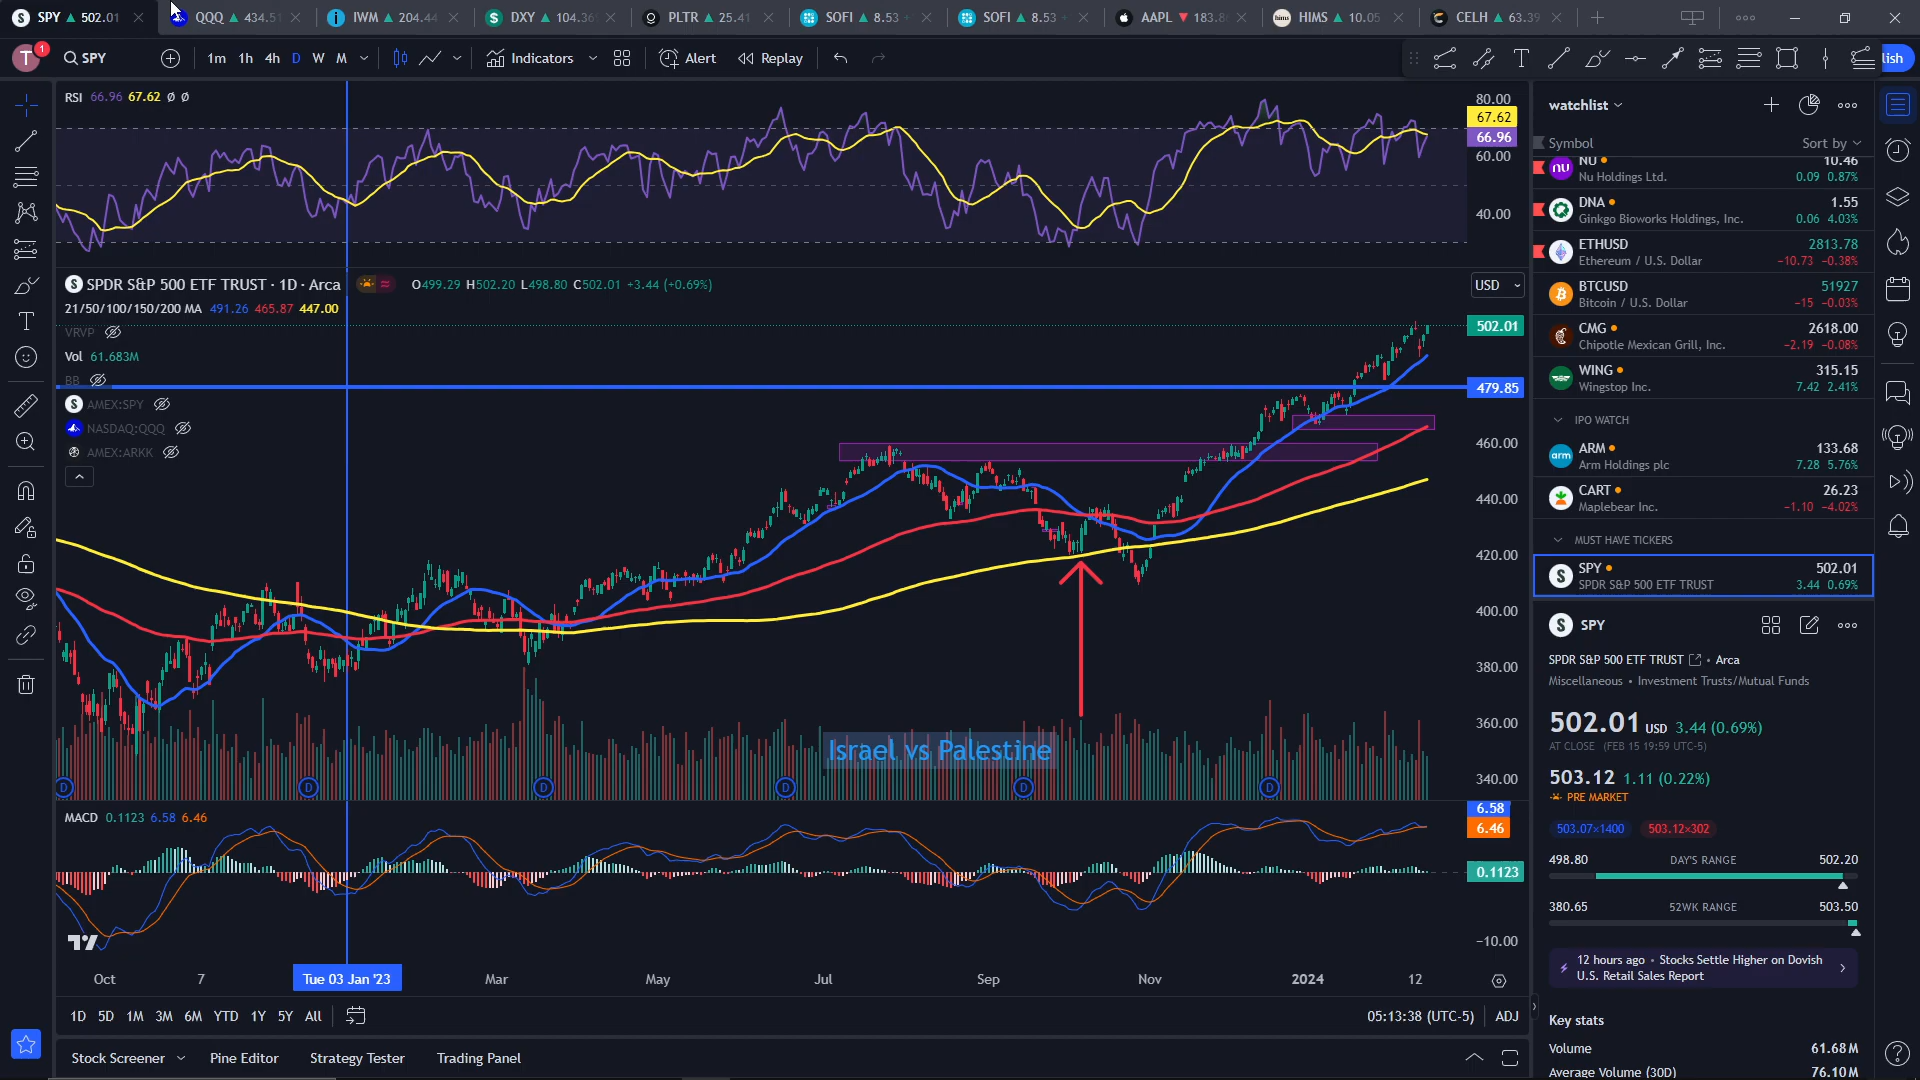 SPY ▲ 502.01
QQQ ▲ 434.5
IWM ▲ 204.44
DXY ▲ 104.36
PLTR ▲ 25.41
SOFI ▲ 8.53
SOFI ▲ 8.53
AAPL ▼ 183.8
HIMS ▲ 10.05
CELH ▲ 63.39
T 1 SPY 1m 1h 4h D W M Indicators Alert Replay lish
RSI 66.96 67.62 Ø Ø
80.00
67.62
66.96
60.00
40.00
SPDR S&P 500 ETF TRUST · 1D · Arca O499.29 H502.20 L498.80 C502.01 +3.44 (+0.69%)
USD
21/50/100/150/200 MA 491.26 465.87 447.00
VRVP
Vol 61.683M
BB
AMEX:SPY
NASDAQ:QQQ
AMEX:ARKK
502.01
479.85
460.00
440.00
420.00
400.00
380.00
360.00
340.00
Israel vs Palestine
D D D D D D
MACD 0.1123 6.58 6.46
6.58
6.46
0.1123
−10.00
Oct 7 Tue 03 Jan '23 Mar May Jul Sep Nov 2024 12
1D 5D 1M 3M 6M YTD 1Y 5Y All
05:13:38 (UTC-5) ADJ
Stock Screener Pine Editor Strategy Tester Trading Panel
watchlist
Symbol Sort by
NU 10.46
Nu Holdings Ltd. 0.09 0.87%
DNA 1.55
Ginkgo Bioworks Holdings, Inc. 0.06 4.03%
ETHUSD 2813.78
Ethereum / U.S. Dollar −10.73 −0.38%
BTCUSD 51927
Bitcoin / U.S. Dollar −15 −0.03%
CMG 2618.00
Chipotle Mexican Grill, Inc. −2.19 −0.08%
WING 315.15
Wingstop Inc. 7.42 2.41%
IPO WATCH
ARM 133.68
Arm Holdings plc 7.28 5.76%
CART 26.23
Maplebear Inc. −1.10 −4.02%
MUST HAVE TICKERS
SPY 502.01
SPDR S&P 500 ETF TRUST 3.44 0.69%
SPY
SPDR S&P 500 ETF TRUST • Arca
Miscellaneous • Investment Trusts/Mutual Funds
502.01 USD 3.44 (0.69%)
AT CLOSE (FEB 15 19:59 UTC-5)
503.12 1.11 (0.22%)
PRE MARKET
503.07×1400 503.12×302
498.80 DAY'S RANGE 502.20
380.65 52WK RANGE 503.50
12 hours ago • Stocks Settle Higher on Dovish
U.S. Retail Sales Report
Key stats
Volume 61.68M
Average Volume (30D) 76.10M